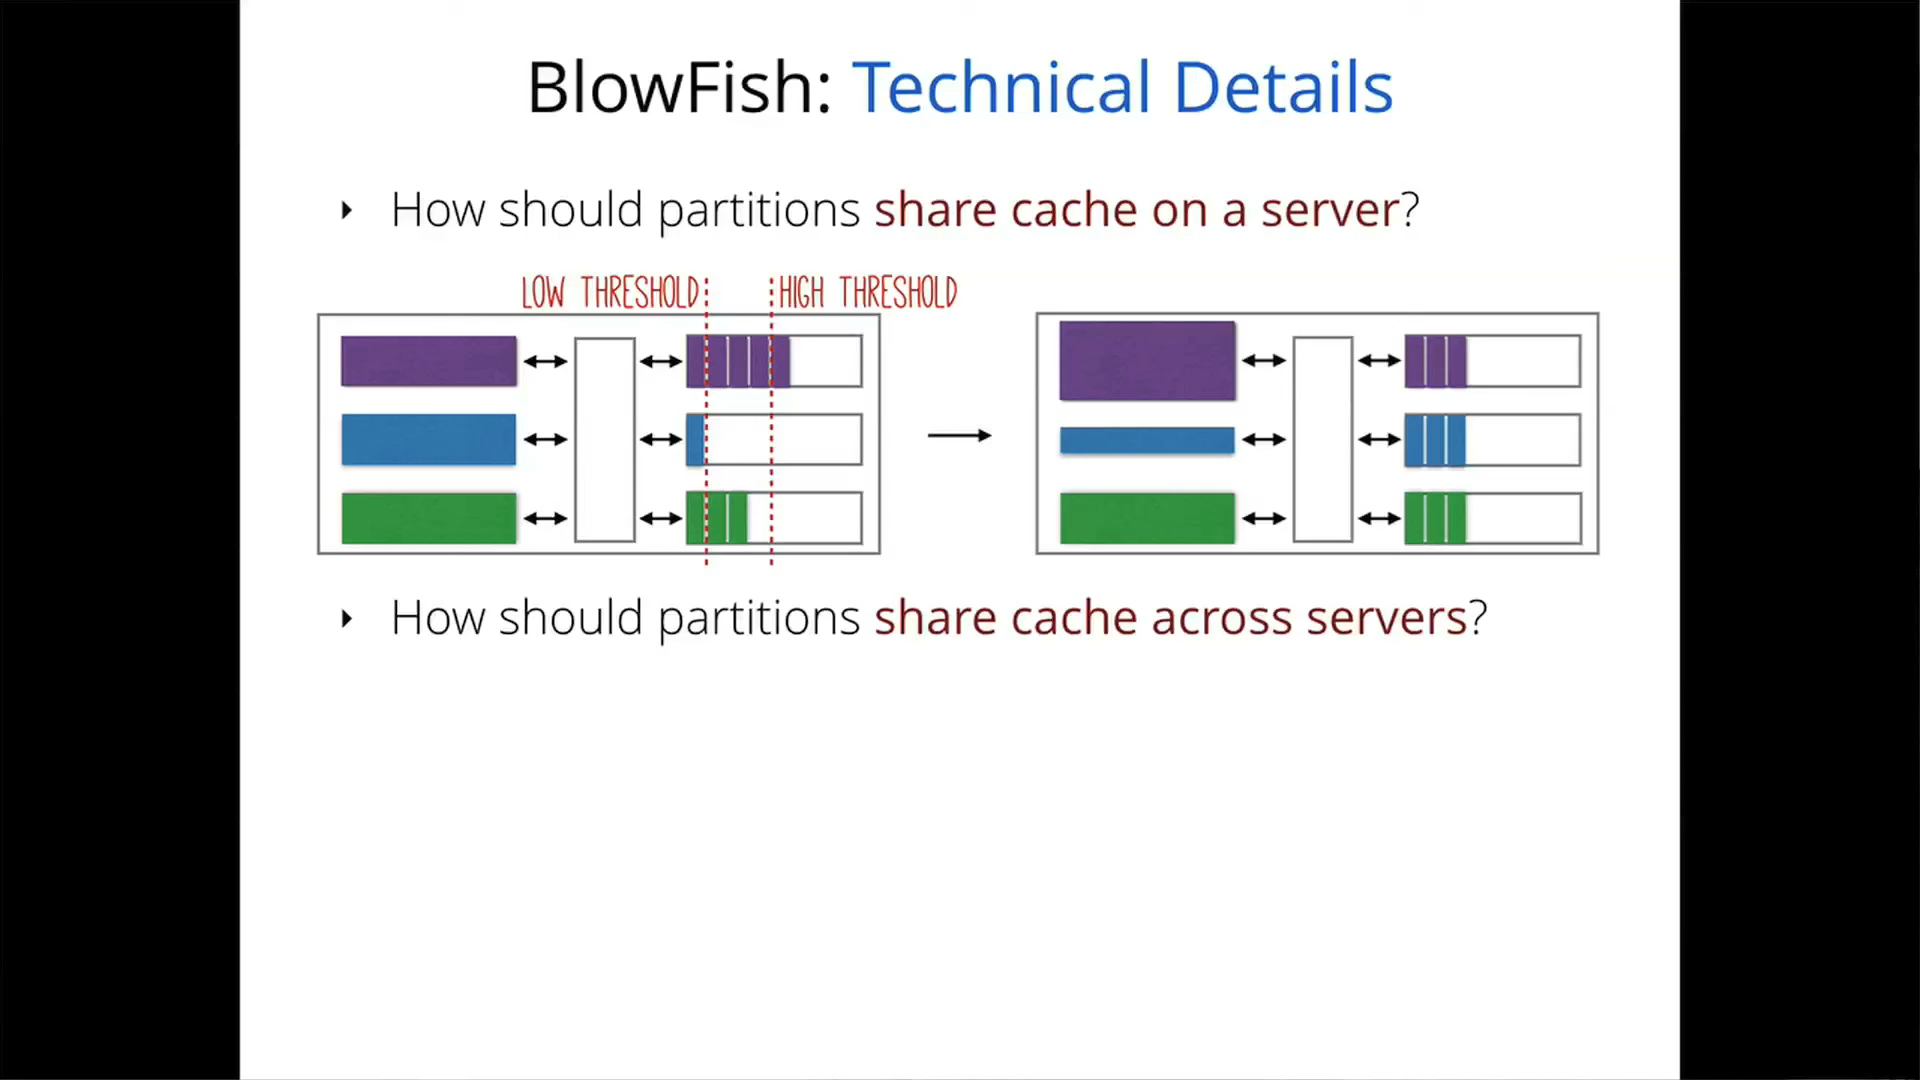 BlowFish: Technical Details
How should partitions share cache on a server?
LOW THRESHOLD HIGH THRESHOLD
How should partitions share cache across servers?